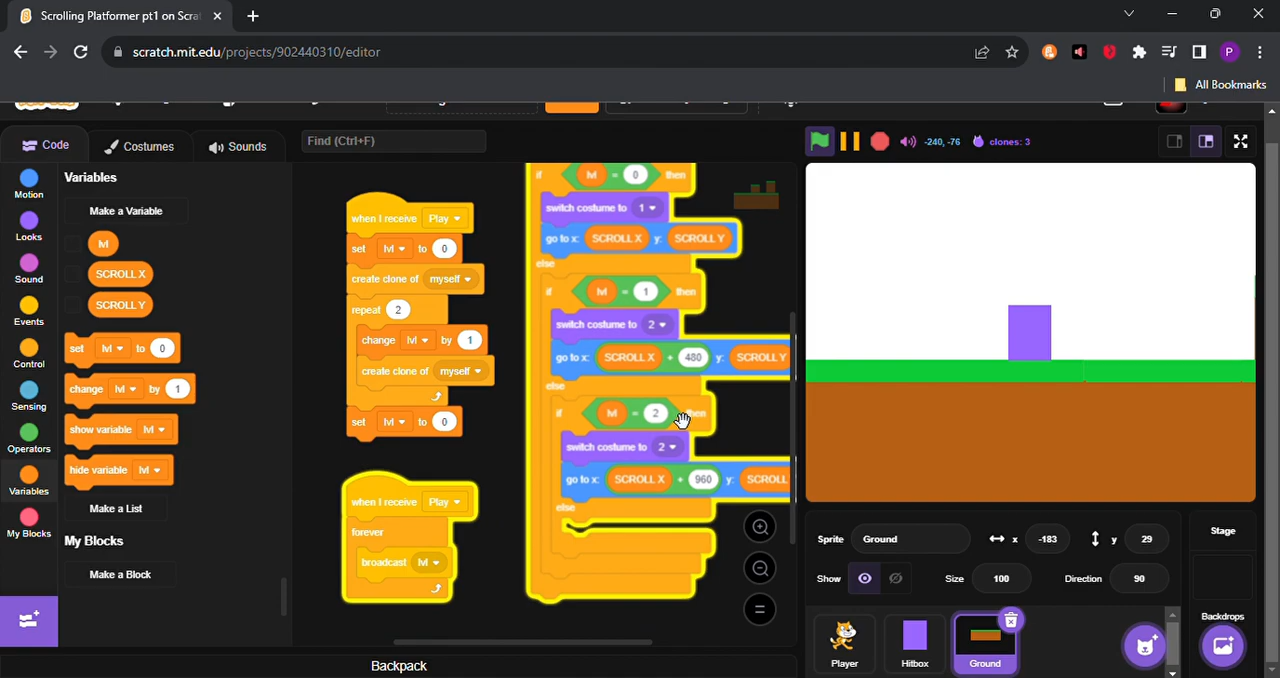 Scrolling Platformer pt1 on Scra
scratch.mit.edu/projects/902440310/editor
P
All Bookmarks
Code
Costumes
Sounds
Find (Ctrl+F)
-240, -76
clones: 3
Variables
Make a Variable
lvl
SCROLL X
SCROLL Y
set lvl to 0
change lvl by 1
show variable lvl
hide variable lvl
Make a List
My Blocks
Make a Block
Motion
Looks
Sound
Events
Control
Sensing
Operators
Variables
My Blocks
when I receive Play
set lvl to 0
create clone of myself
repeat 2
change lvl by 1
create clone of myself
set lvl to 0
when I receive Play
forever
broadcast lvl
if lvl = 0 then
switch costume to 1
go to x: SCROLL X y: SCROLL Y
else
if lvl = 1 then
switch costume to 2
go to x: SCROLL X + 480 y: SCROLL Y
else
if lvl = 2 then
switch costume to 2
go to x: SCROLL X + 960 y: SCROLL
else
Sprite Ground x -183 y 29
Show Size 100 Direction 90
Player
Hitbox
Ground
Stage
Backdrops
Backpack